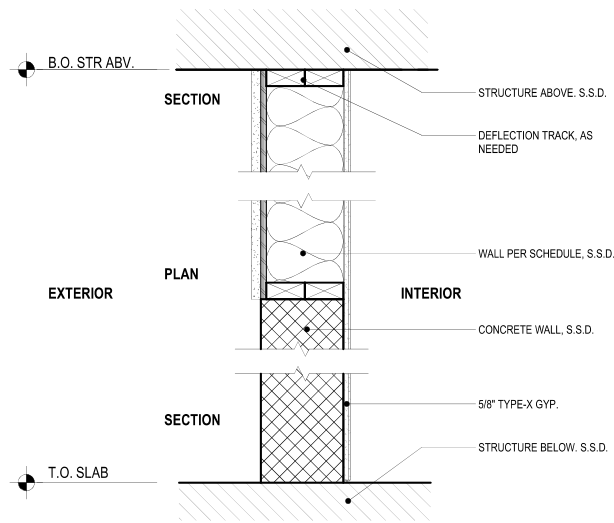 B.O. STR ABV.
SECTION
STRUCTURE ABOVE. S.S.D.
DEFLECTION TRACK, AS
NEEDED
PLAN
WALL PER SCHEDULE, S.S.D.
EXTERIOR
INTERIOR
CONCRETE WALL, S.S.D.
5/8" TYPE-X GYP.
SECTION
STRUCTURE BELOW. S.S.D.
T.O. SLAB